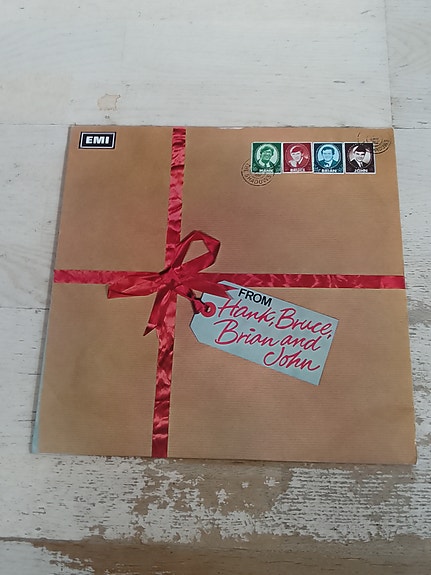 EMI
HANK BRUCE BRIAN JOHN
FROM
Hank, Bruce,
Brian and
John